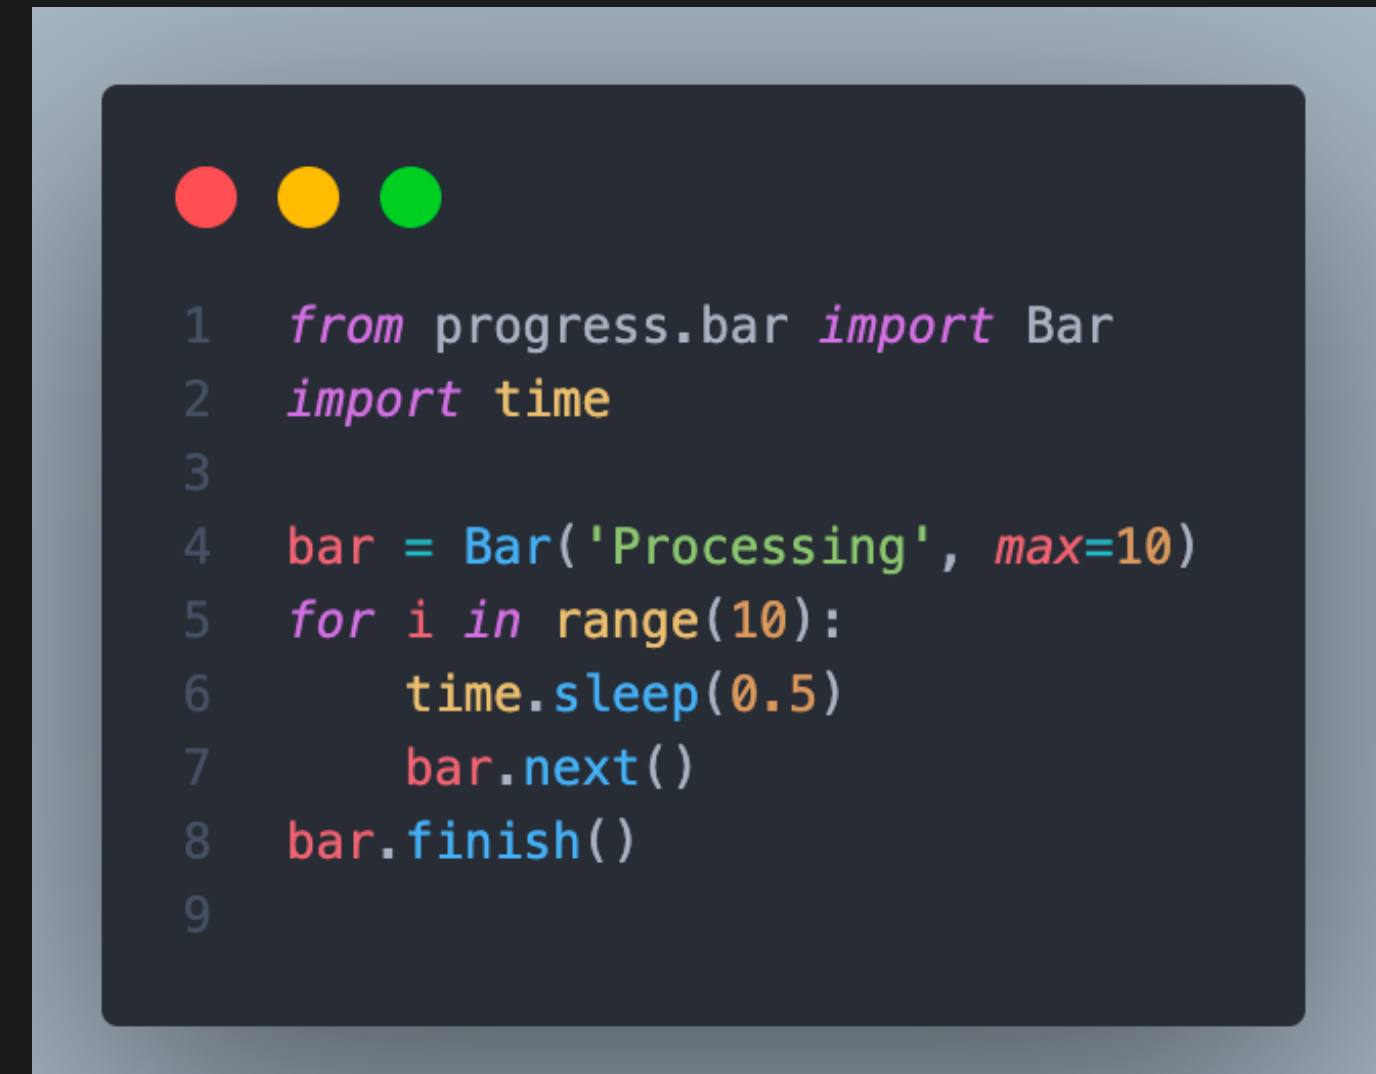 1 from progress.bar import Bar
2 import time
3
4 bar = Bar('Processing', max=10)
5 for i in range(10):
6     time.sleep(0.5)
7     bar.next()
8 bar.finish()
9